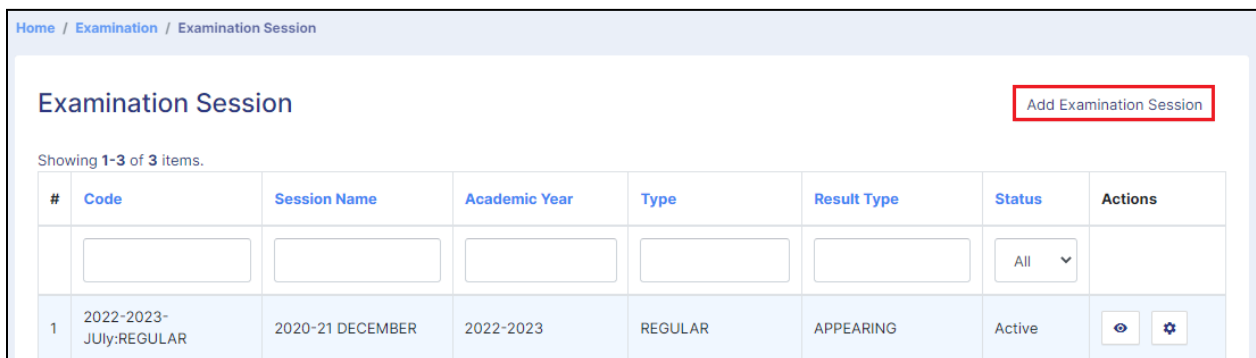 Home / Examination / Examination Session
Examination Session
Add Examination Session
Showing 1-3 of 3 items.
# Code Session Name Academic Year Type Result Type Status Actions
All
1 2022-2023-JUly:REGULAR 2020-21 DECEMBER 2022-2023 REGULAR APPEARING Active